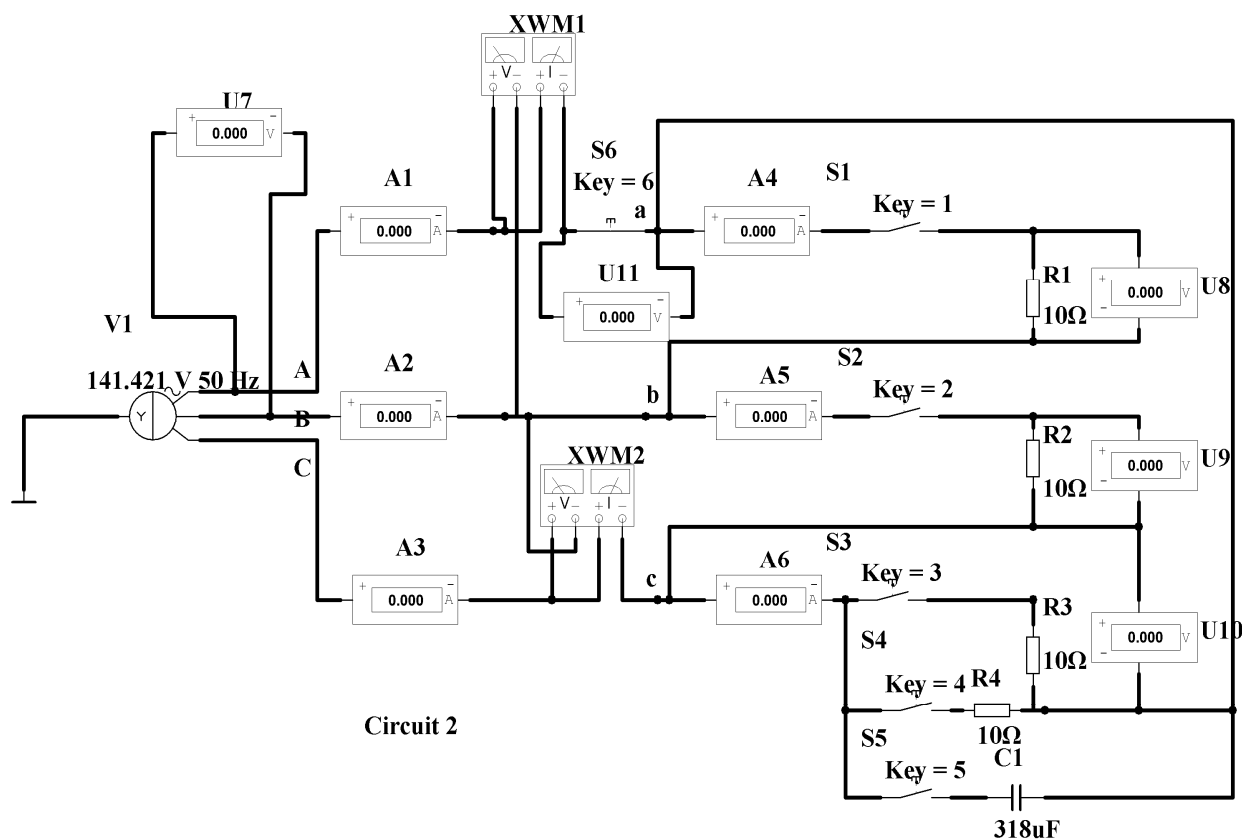 XWM1
V I
+ − + −
U7
+ − 0.000 V
S6
Key = 6
a
A1
+ − 0.000 A
A4
+ − 0.000 A
S1
Key = 1
U11
+ − 0.000 V
R1
10Ω
+ − 0.000 V
U8
V1
141.421 V 50 Hz
Y
A
B
C
A2
+ − 0.000 A
b
A5
+ − 0.000 A
S2
Key = 2
XWM2
V I
+ − + −
R2
10Ω
+ − 0.000 V
U9
A3
+ − 0.000 A
c
A6
+ − 0.000 A
S3
Key = 3
R3
10Ω
+ − 0.000 V
U10
S4
Key = 4
R4
10Ω
Circuit 2
S5
Key = 5
C1
318uF